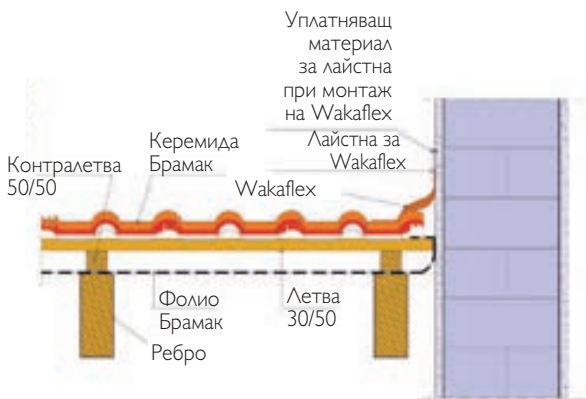 Уплатняващ
материал
за лайстна
при монтаж
на Wakaflex
Лайстна за
Wakaflex
Керемида
Брамак
Контралетва
50/50
Wakaflex
Фолио
Брамак
Летва
30/50
Ребро